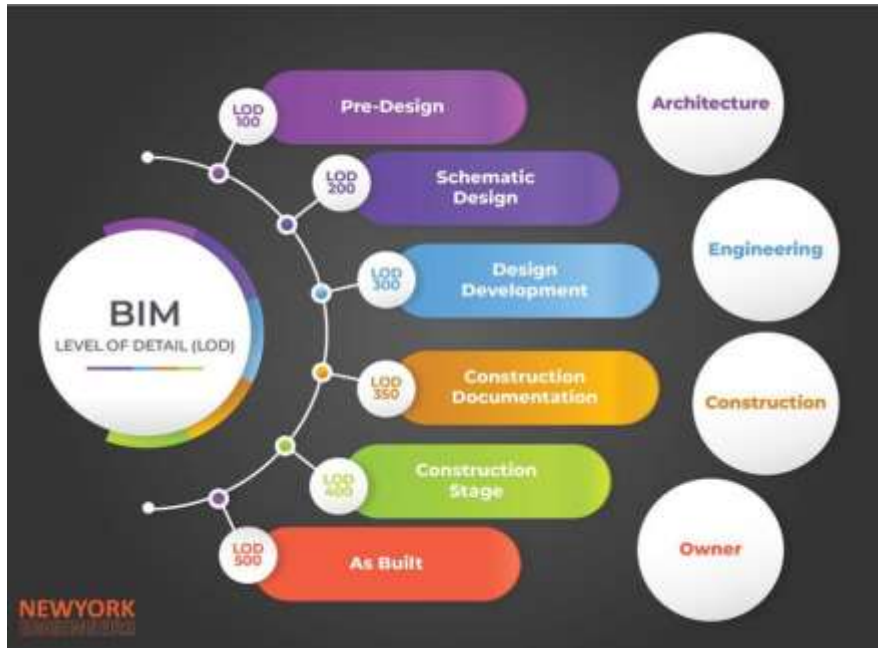 LOD
100
Pre-Design
Architecture
LOD
200
Schematic
Design
BIM
LEVEL OF DETAIL (LOD)
LOD
300
Design
Development
Engineering
LOD
350
Construction
Documentation
Construction
LOD
400
Construction
Stage
LOD
500
As Built
Owner
NEWYORK